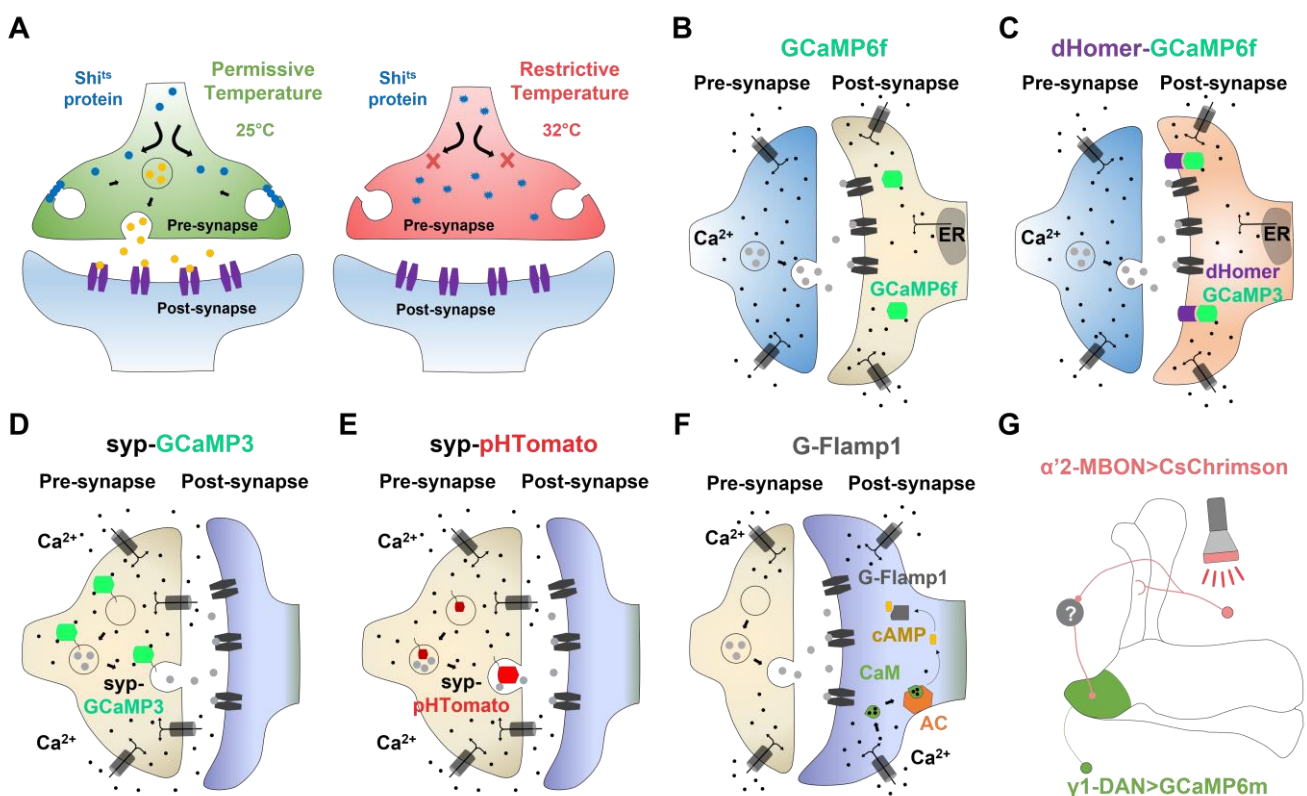 A
Shi^ts
protein
Permissive
Temperature
25°C
Pre-synapse
Post-synapse
Shi^ts
protein
Restrictive
Temperature
32°C
Pre-synapse
Post-synapse
B
GCaMP6f
Pre-synapse
Post-synapse
Ca²⁺
ER
GCaMP6f
C
dHomer-GCaMP6f
Pre-synapse
Post-synapse
Ca²⁺
ER
dHomer
GCaMP3
D
syp-GCaMP3
Pre-synapse
Post-synapse
Ca²⁺
syp-
GCaMP3
Ca²⁺
E
syp-pHTomato
Pre-synapse
Post-synapse
Ca²⁺
syp-
pHTomato
Ca²⁺
F
G-Flamp1
Pre-synapse
Post-synapse
Ca²⁺
G-Flamp1
cAMP
CaM
AC
Ca²⁺
G
α'2-MBON>CsChrimson
?
γ1-DAN>GCaMP6m